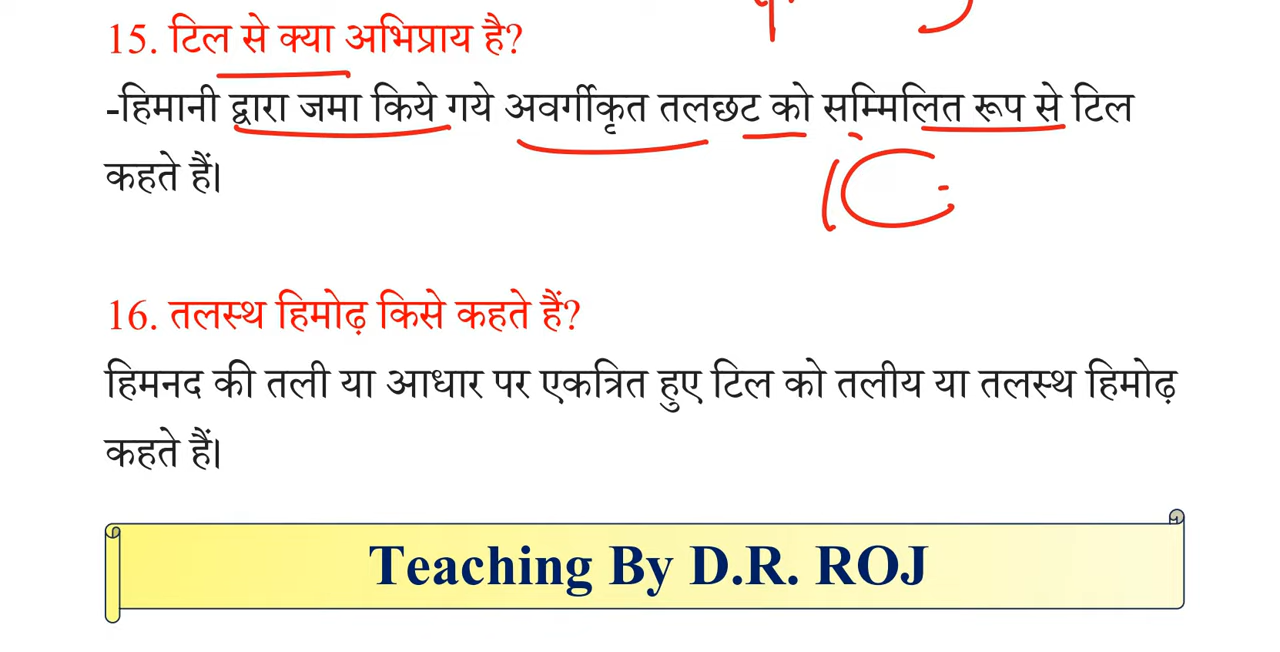 15. टिल से क्या अभिप्राय है?
-हिमानी द्वारा जमा किये गये अवर्गीकृत तलछट को सम्मिलित रूप से टिल
कहते हैं।
16. तलस्थ हिमोढ़ किसे कहते हैं?
हिमनद की तली या आधार पर एकत्रित हुए टिल को तलीय या तलस्थ हिमोढ़
कहते हैं।
Teaching By D.R. ROJ